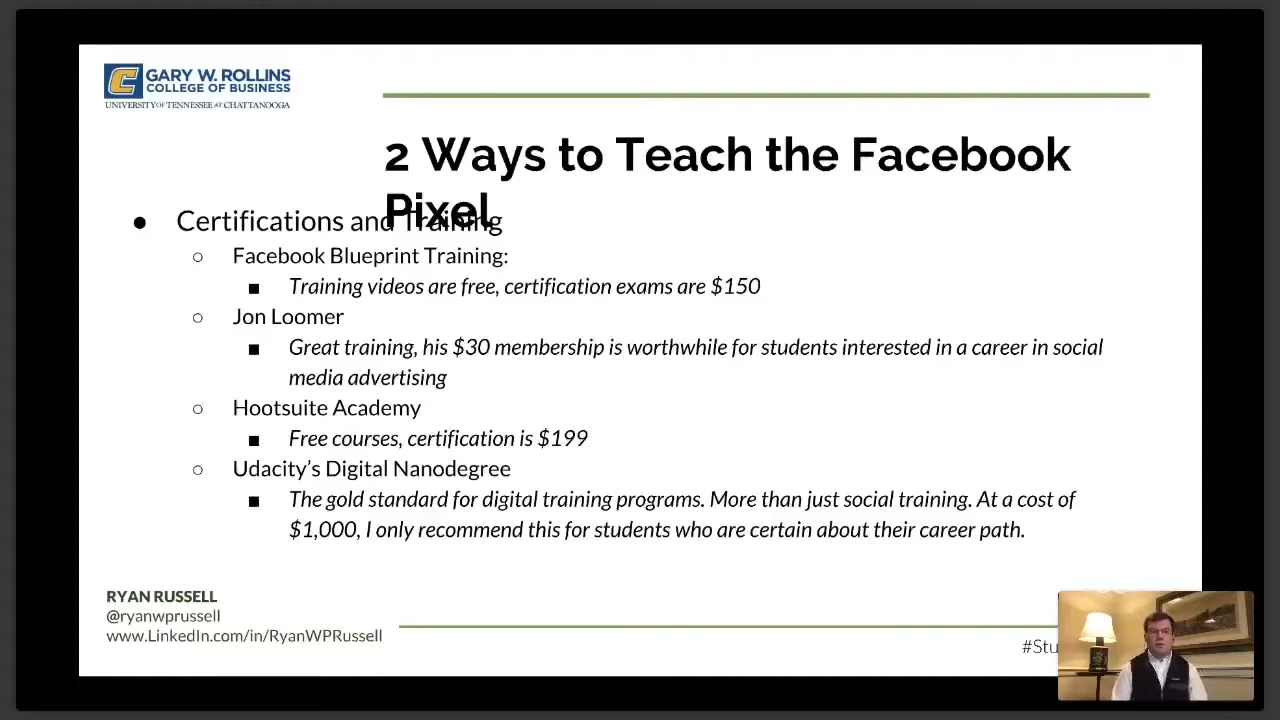 GARY W. ROLLINS
COLLEGE OF BUSINESS
UNIVERSITY OF TENNESSEE AT CHATTANOOGA
2 Ways to Teach the Facebook
Pixel
● Certifications and Training
○ Facebook Blueprint Training:
■ Training videos are free, certification exams are $150
○ Jon Loomer
■ Great training, his $30 membership is worthwhile for students interested in a career in social
media advertising
○ Hootsuite Academy
■ Free courses, certification is $199
○ Udacity’s Digital Nanodegree
■ The gold standard for digital training programs. More than just social training. At a cost of
$1,000, I only recommend this for students who are certain about their career path.
RYAN RUSSELL
@ryanwprussell
www.LinkedIn.com/in/RyanWPRussell
#Stu